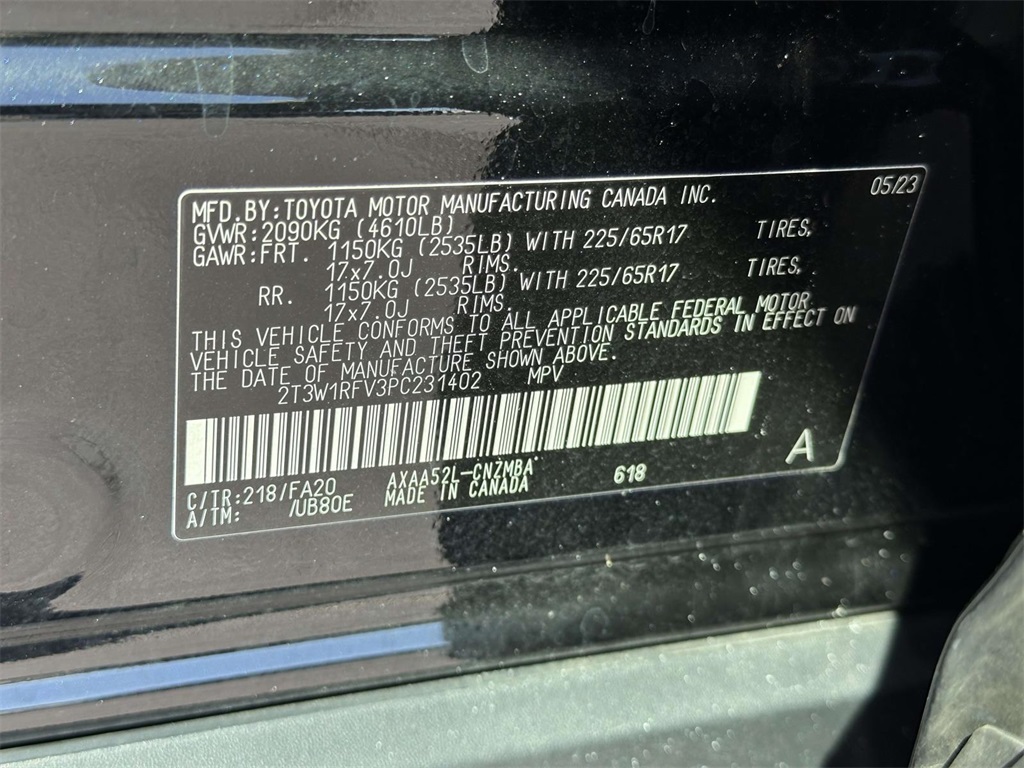 05/23
MFD.BY:TOYOTA MOTOR MANUFACTURING CANADA INC.
GVWR:2090KG (4610LB)
GAWR:FRT. 1150KG (2535LB) WITH 225/65R17 TIRES,
17x7.0J RIMS.
RR. 1150KG (2535LB) WITH 225/65R17 TIRES,
17x7.0J RIMS.
THIS VEHICLE CONFORMS TO ALL APPLICABLE FEDERAL MOTOR
VEHICLE SAFETY AND THEFT PREVENTION STANDARDS IN EFFECT ON
THE DATE OF MANUFACTURE SHOWN ABOVE.
2T3W1RFV3PC231402 MPV
C/TR:218/FA20 AXAA52L-CNZMBA 618 A
A/TM: /UB80E MADE IN CANADA